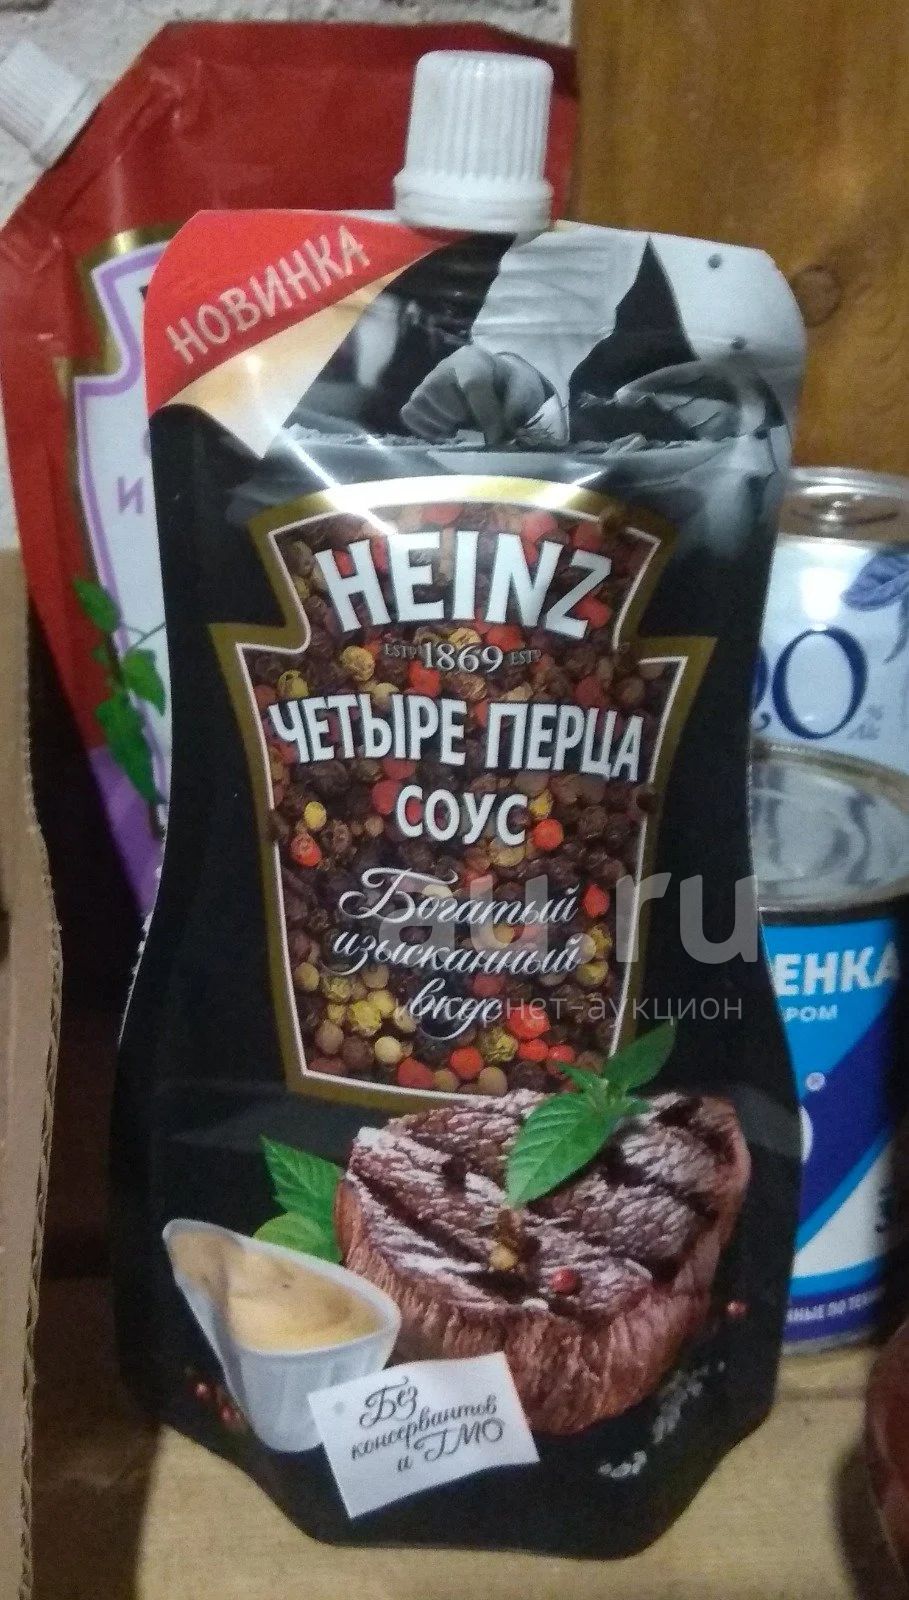 НОВИНКА
HEINZ
ESTD 1869 ESTD
ЧЕТЫРЕ ПЕРЦА
СОУС
Богатый
изысканный
вкус
au.ru
интернет-аукцион
Без
консервантов
и ГМО
И
ЕНКА
РОМ
®